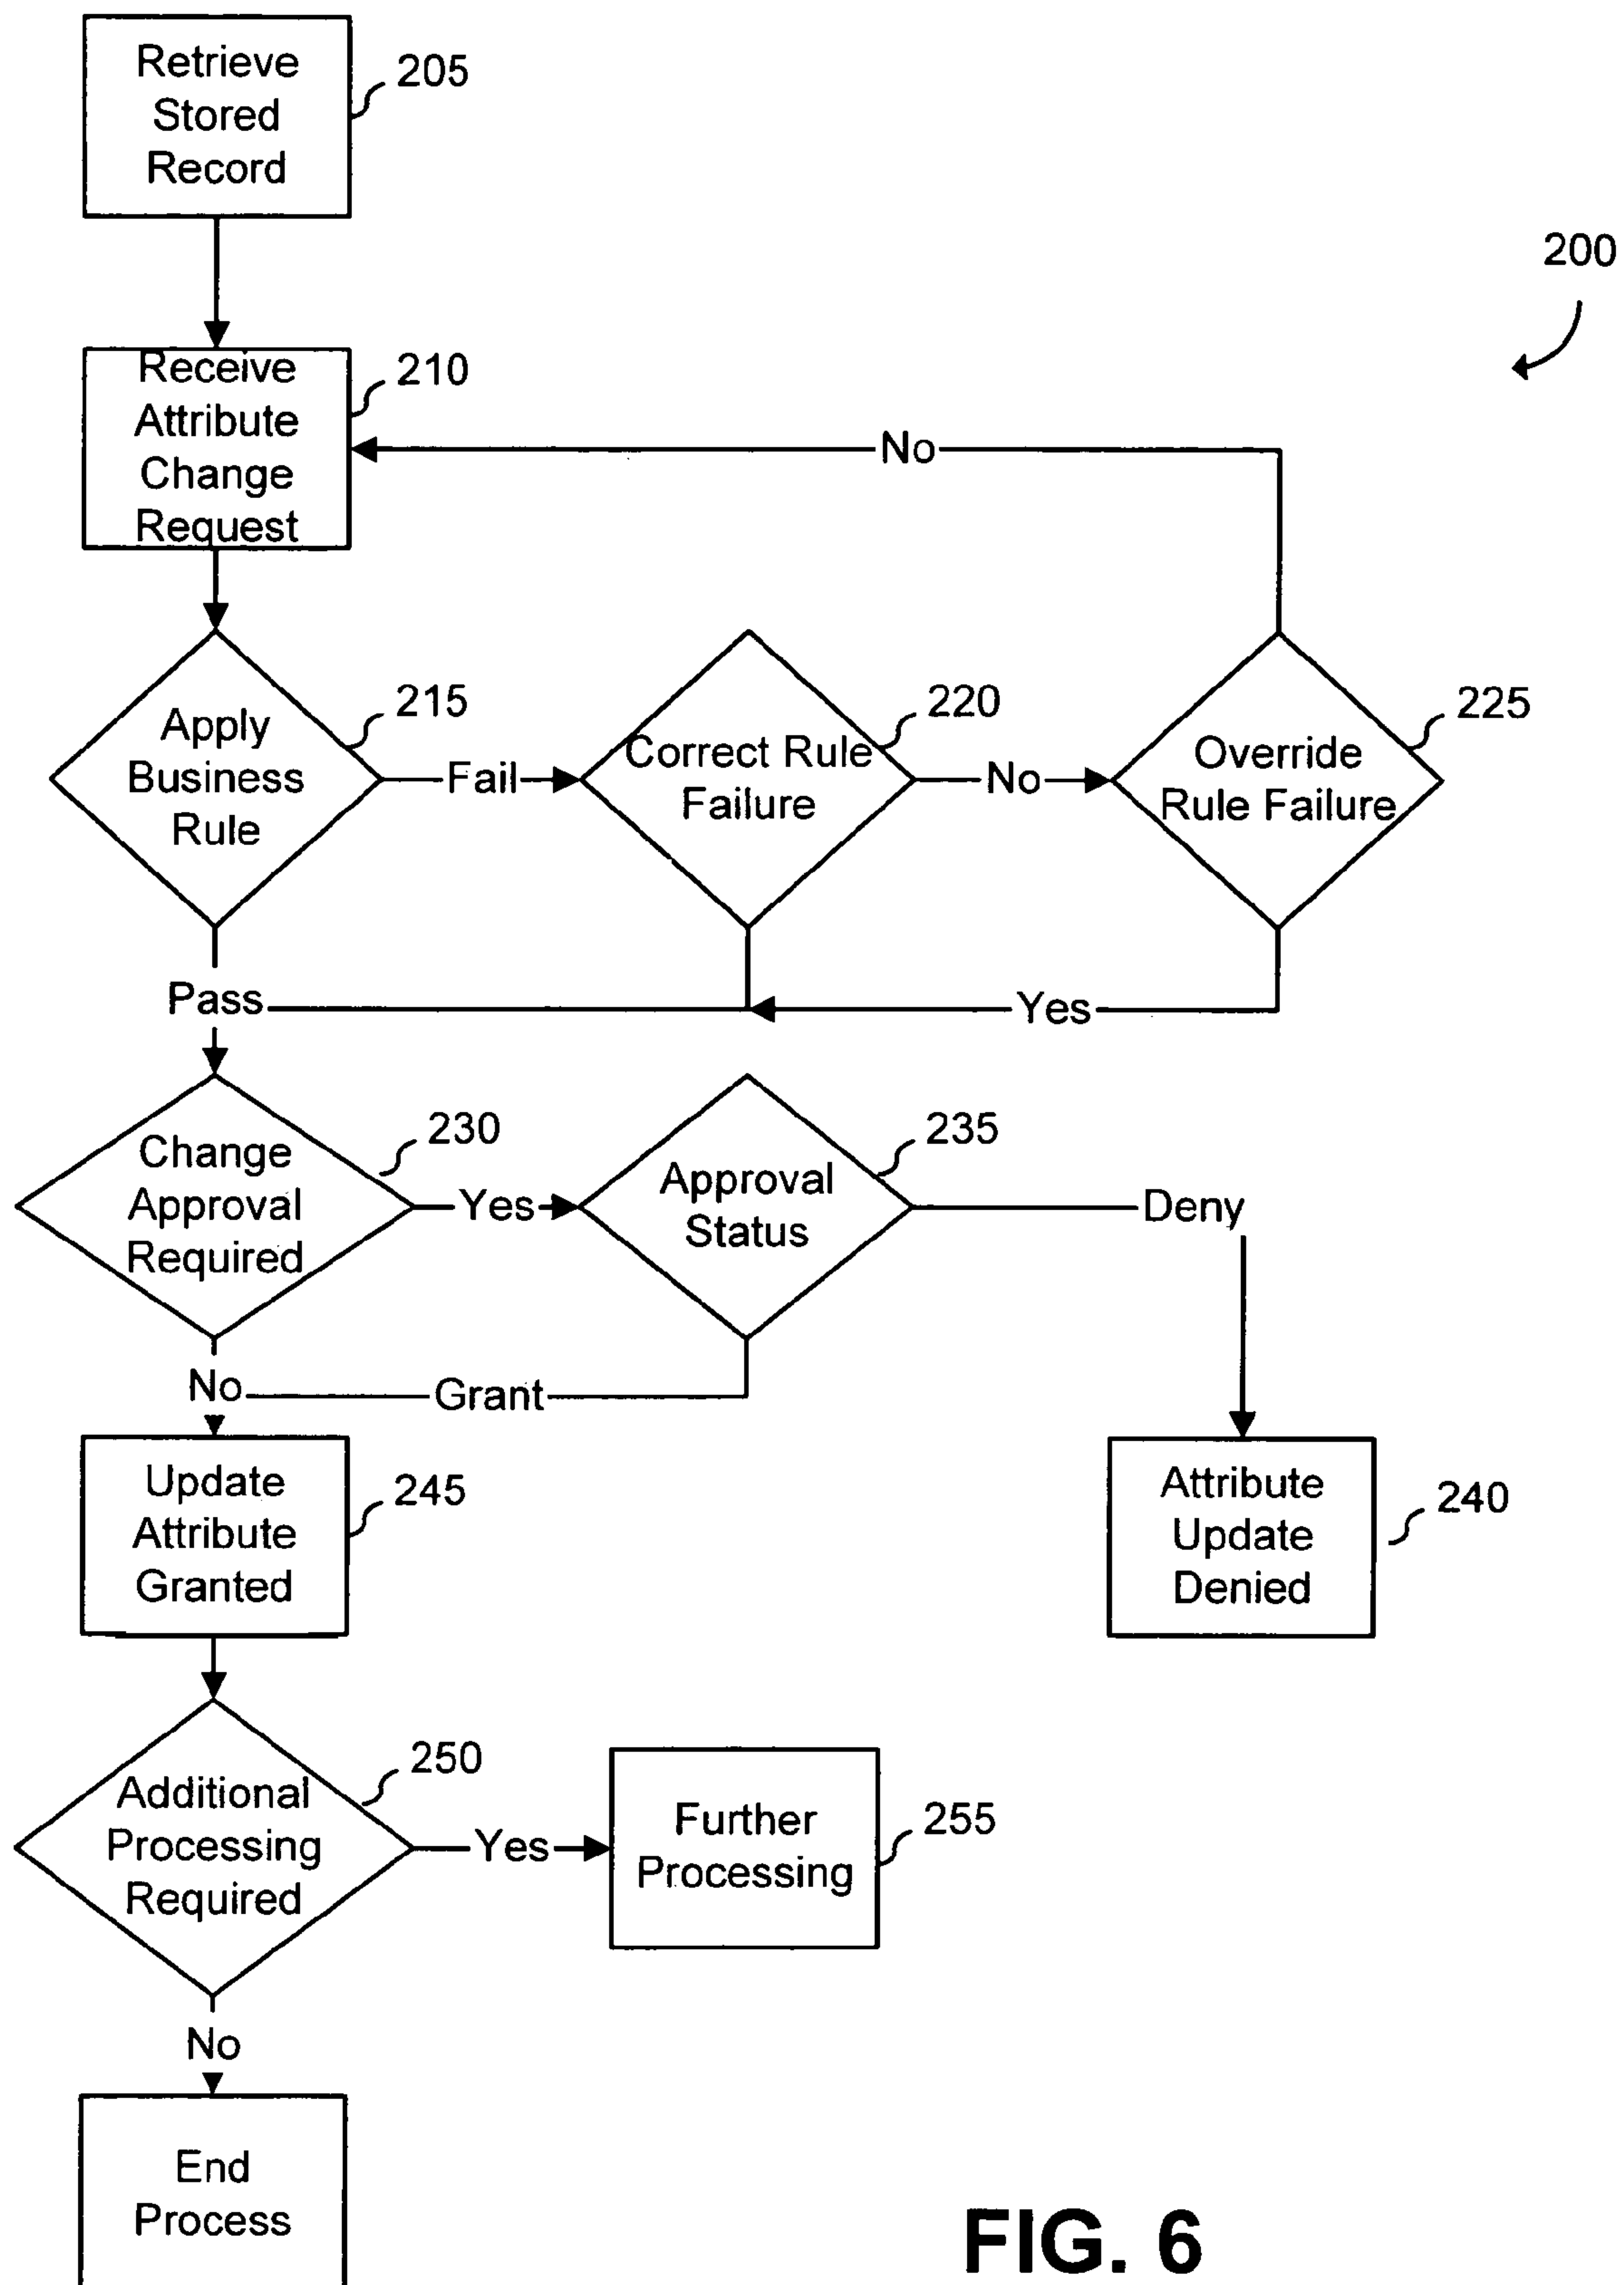 Retrieve
Stored
Record
205
200
Receive
Attribute
Change
Request
210
No
Apply
Business
Rule
215
Fail
Correct Rule
Failure
220
No
Override
Rule Failure
225
Pass
Yes
Change
Approval
Required
230
Yes
Approval
Status
235
Deny
No
Grant
Update
Attribute
Granted
245
Attribute
Update
Denied
240
Additional
Processing
Required
250
Yes
Further
Processing
255
No
End
Process
FIG. 6